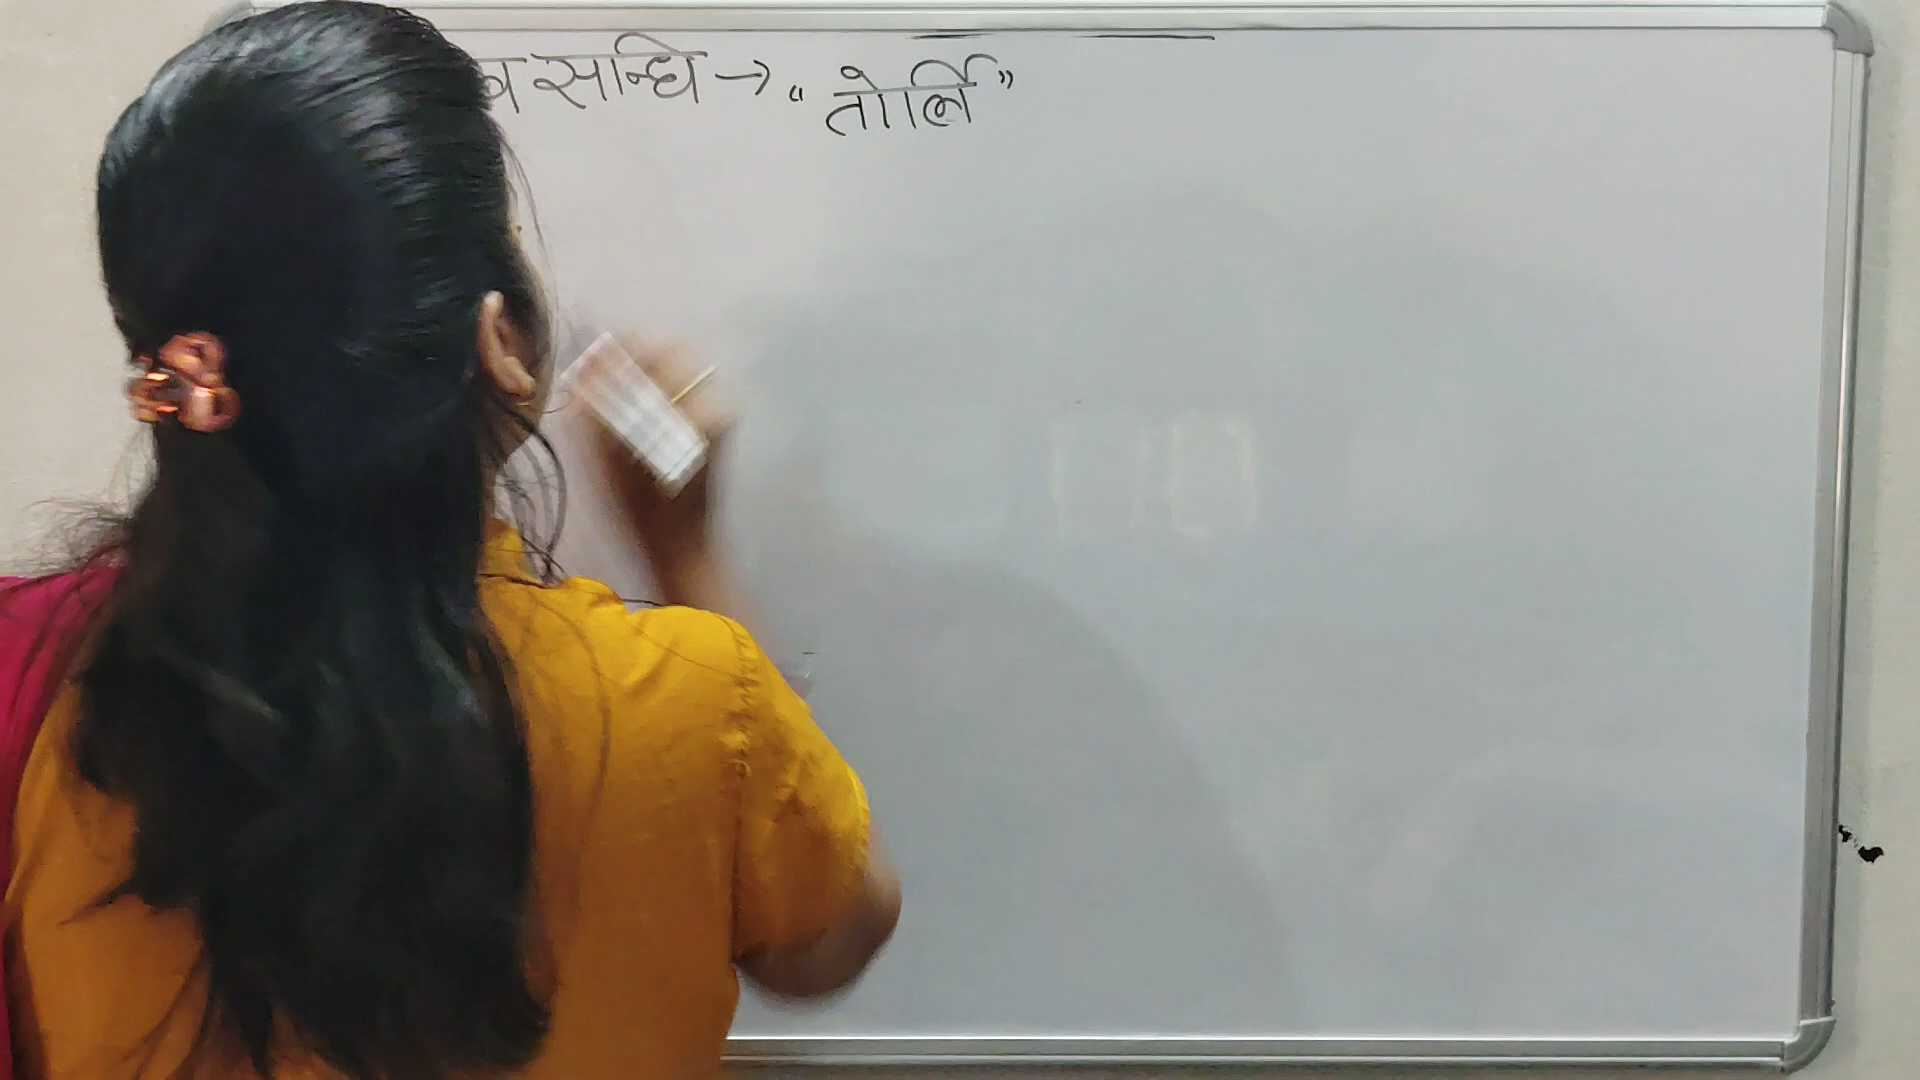 सन्धि → “ तोर्लि ”